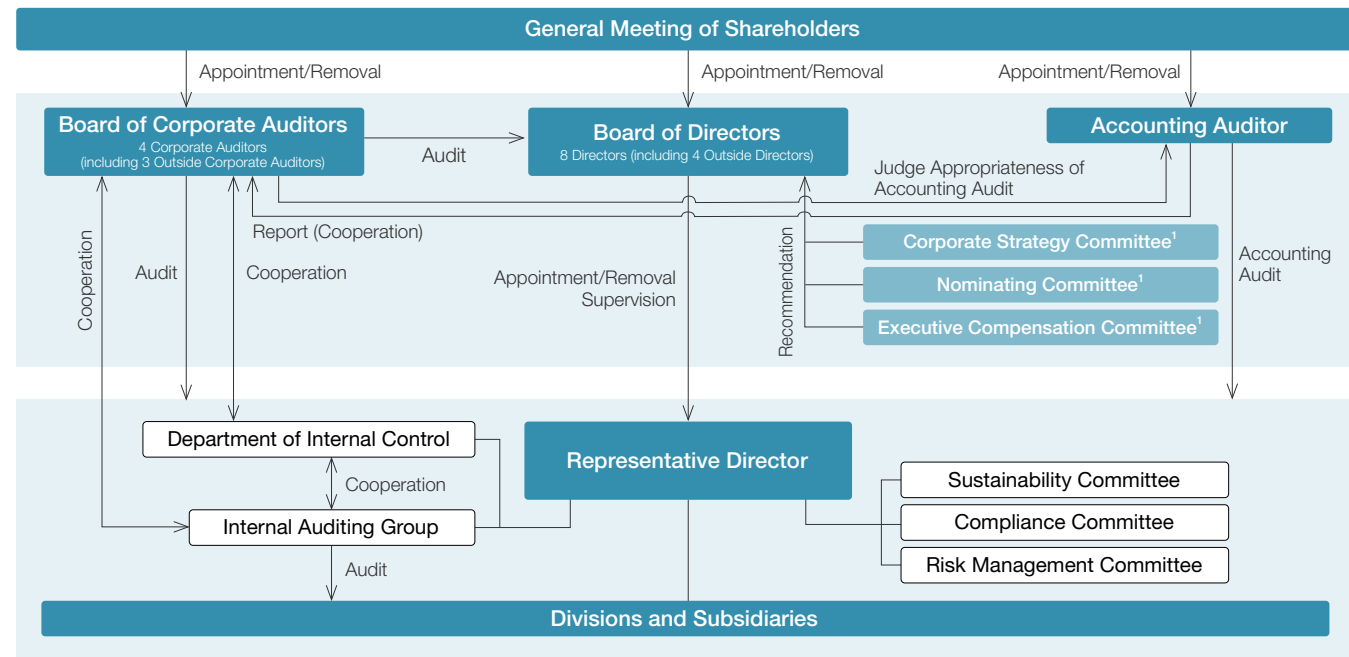 General Meeting of Shareholders
Appointment/Removal
Appointment/Removal
Appointment/Removal
Board of Corporate Auditors
4 Corporate Auditors
(including 3 Outside Corporate Auditors)
Audit
Board of Directors
8 Directors (including 4 Outside Directors)
Accounting Auditor
Judge Appropriateness of
Accounting Audit
Report (Cooperation)
Cooperation
Audit
Cooperation
Appointment/Removal
Supervision
Recommendation
Corporate Strategy Committee¹
Nominating Committee¹
Executive Compensation Committee¹
Accounting
Audit
Department of Internal Control
Cooperation
Internal Auditing Group
Audit
Representative Director
Sustainability Committee
Compliance Committee
Risk Management Committee
Divisions and Subsidiaries